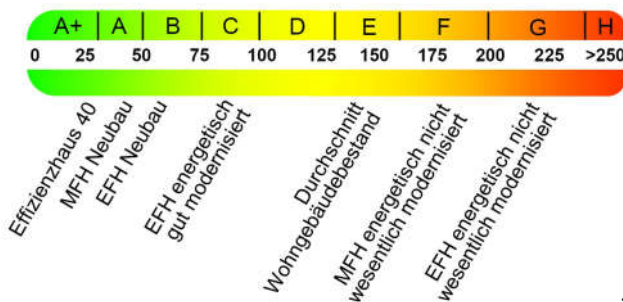 A+ A B C D E F G H
0 25 50 75 100 125 150 175 200 225 >250
Effizienzhaus 40
MFH Neubau
EFH Neubau
EFH energetisch
gut modernisiert
Durchschnitt
Wohngebäudebestand
MFH energetisch nicht
wesentlich modernisiert
EFH energetisch nicht
wesentlich modernisiert